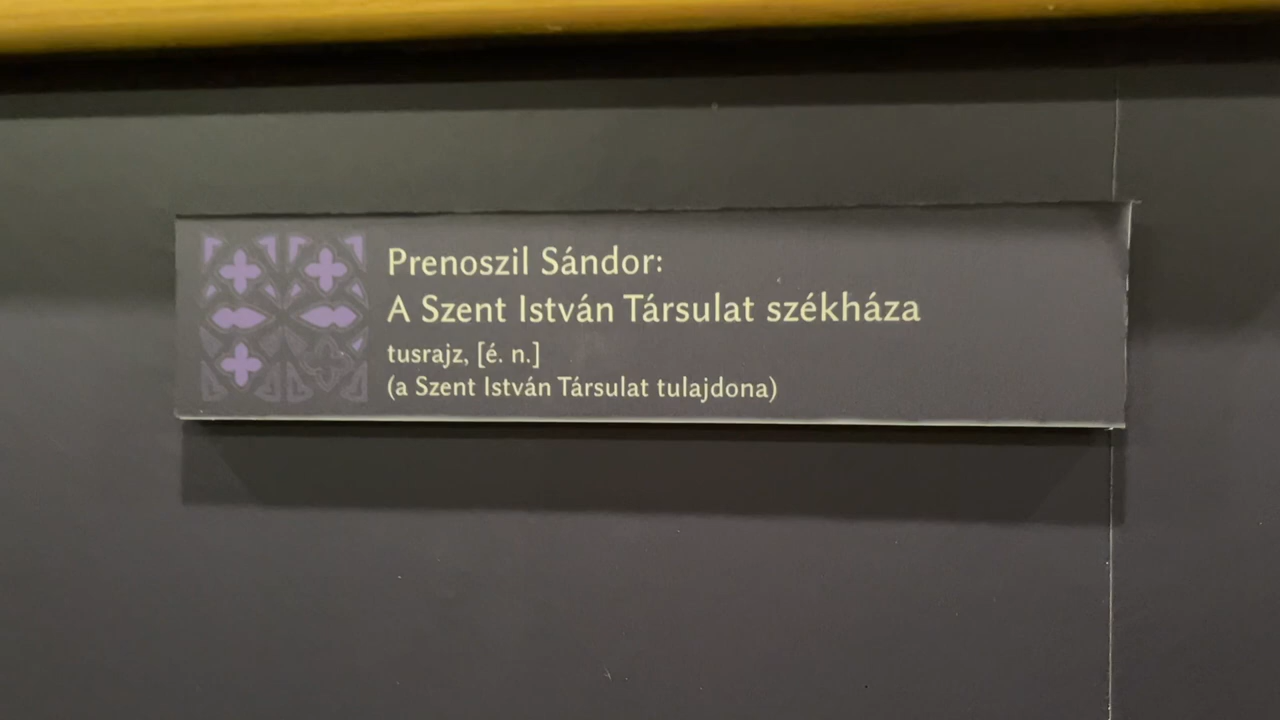 Prenoszil Sándor:
A Szent István Társulat székháza
tusrajz, [é. n.]
(a Szent István Társulat tulajdona)